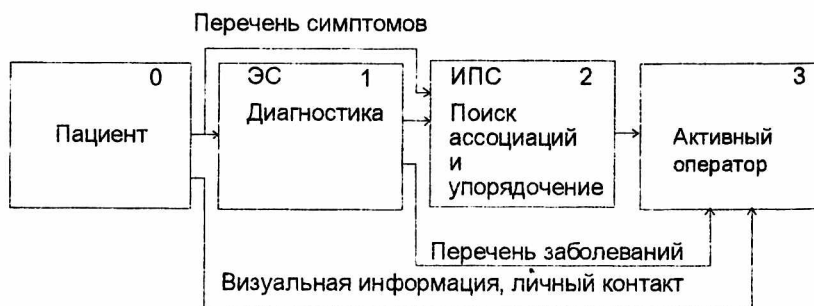 Перечень симптомов
0
Пациент
ЭС 1
Диагностика
ИПС 2
Поиск
ассоциаций
и
упорядочение
3
Активный
оператор
Перечень заболеваний
Визуальная информация, личный контакт